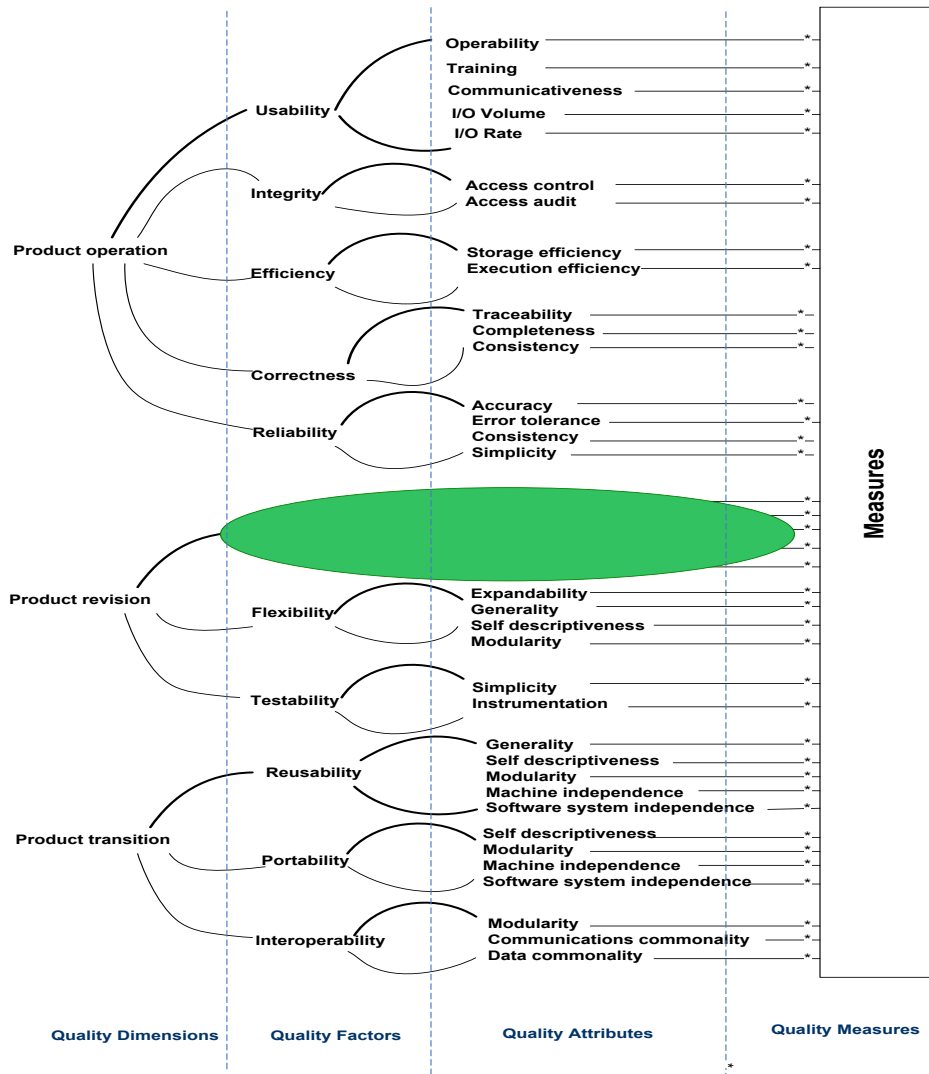 Operability *
Training *
Communicativeness *
Usability
I/O Volume *
I/O Rate *
Access control *
Integrity
Access audit *
Product operation
Storage efficiency *
Efficiency
Execution efficiency *
Traceability *
Completeness *
Consistency *
Correctness
Accuracy *
Error tolerance *
Reliability
Consistency *
Simplicity *
Measures
*
*
*
*
*
Product revision
Expandability *
Generality *
Flexibility
Self descriptiveness *
Modularity *
Simplicity *
Testability
Instrumentation *
Generality *
Self descriptiveness *
Reusability
Modularity *
Machine independence *
Software system independence *
Product transition
Self descriptiveness *
Modularity *
Portability
Machine independence *
Software system independence *
Modularity *
Interoperability
Communications commonality *
Data commonality *
Quality Dimensions Quality Factors Quality Attributes Quality Measures
*